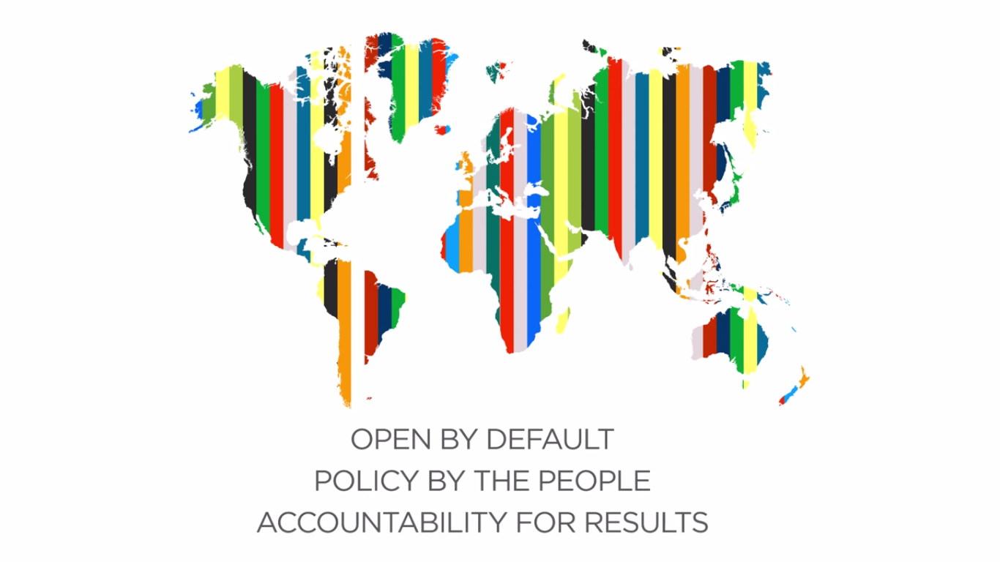 OPEN BY DEFAULT
POLICY BY THE PEOPLE
ACCOUNTABILITY FOR RESULTS